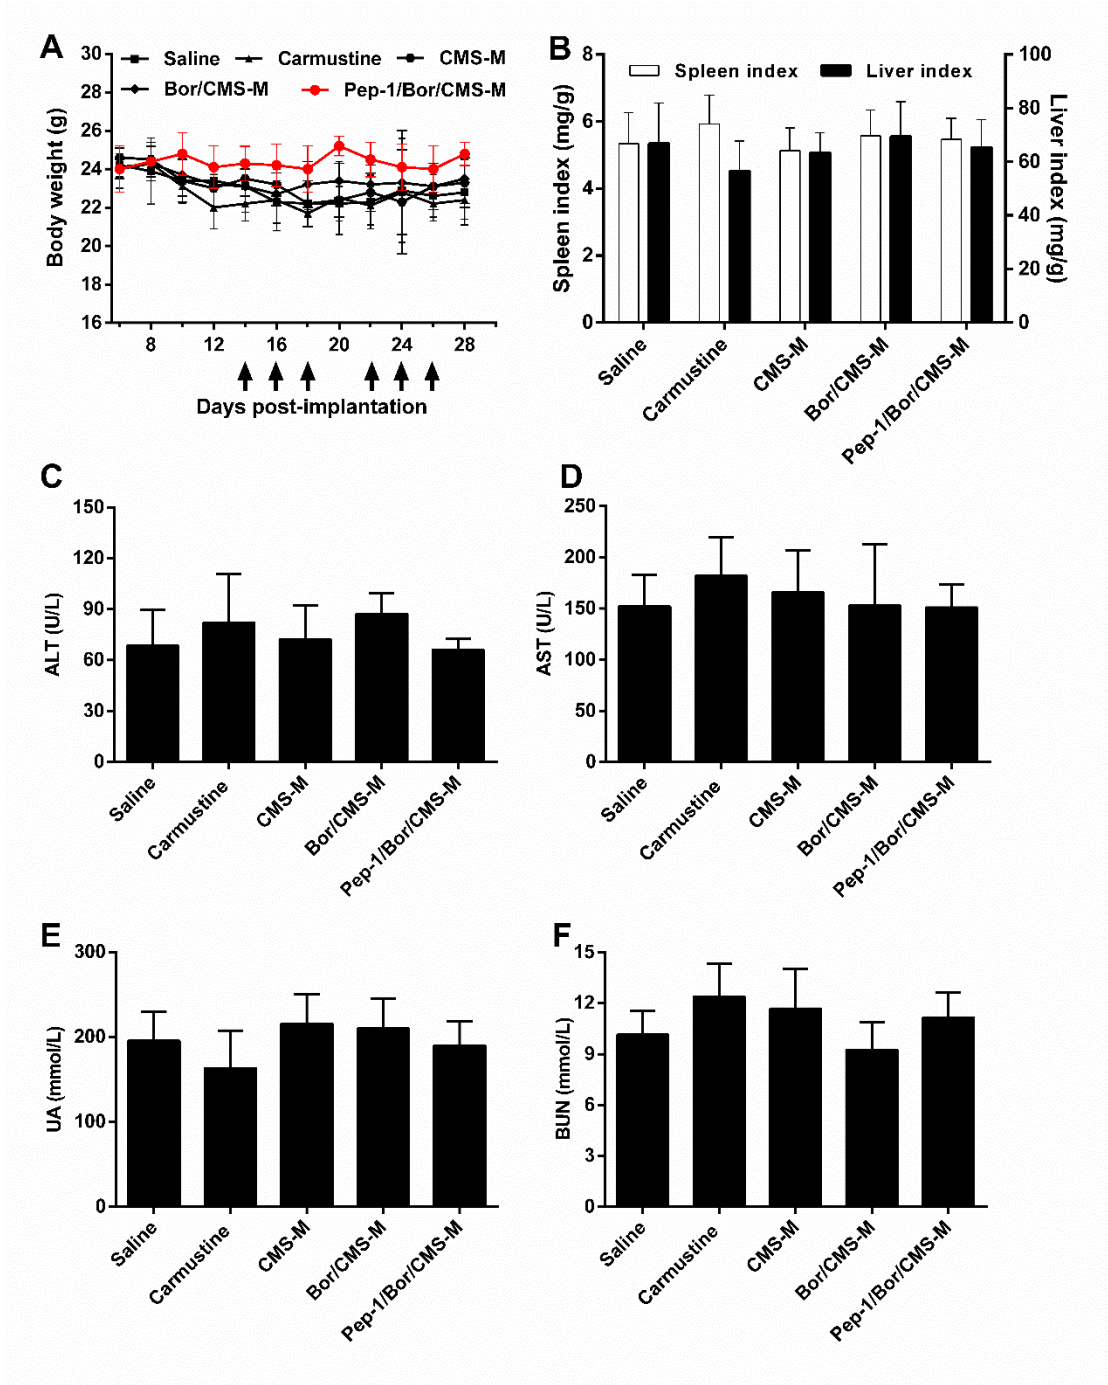 A
Saline Carmustine CMS-M
Bor/CMS-M Pep-1/Bor/CMS-M
Body weight (g)
30
28
26
24
22
20
18
16
8 12 16 20 24 28
Days post-implantation
B
Spleen index Liver index
Spleen index (mg/g)
8
6
4
2
0
100
80
60
40
20
0
Liver index (mg/g)
Saline
Carmustine
CMS-M
Bor/CMS-M
Pep-1/Bor/CMS-M
C
ALT (U/L)
150
120
90
60
30
0
Saline
Carmustine
CMS-M
Bor/CMS-M
Pep-1/Bor/CMS-M
D
AST (U/L)
250
200
150
100
50
0
Saline
Carmustine
CMS-M
Bor/CMS-M
Pep-1/Bor/CMS-M
E
UA (mmol/L)
300
200
100
0
Saline
Carmustine
CMS-M
Bor/CMS-M
Pep-1/Bor/CMS-M
F
BUN (mmol/L)
15
12
9
6
3
0
Saline
Carmustine
CMS-M
Bor/CMS-M
Pep-1/Bor/CMS-M